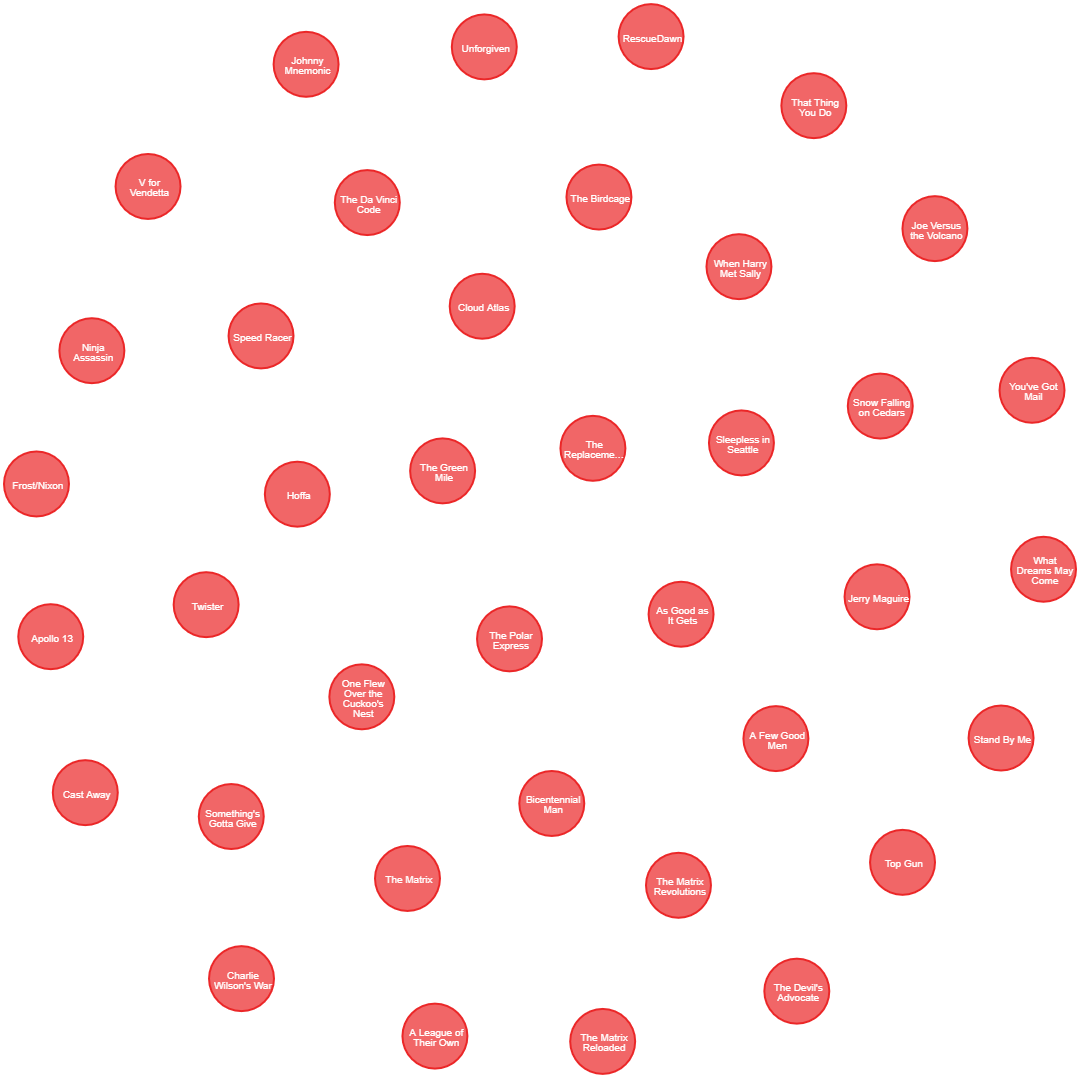 Johnny
Mnemonic
Unforgiven
RescueDawn
That Thing
You Do
V for
Vendetta
The Da Vinci
Code
The Birdcage
Joe Versus
the Volcano
When Harry
Met Sally
Cloud Atlas
Speed Racer
Ninja
Assassin
You've Got
Mail
Snow Falling
on Cedars
Sleepless in
Seattle
The
Replaceme...
The Green
Mile
Frost/Nixon
Hoffa
What
Dreams May
Come
Jerry Maguire
Twister
As Good as
It Gets
Apollo 13
The Polar
Express
One Flew
Over the
Cuckoo's
Nest
A Few Good
Men
Stand By Me
Cast Away
Something's
Gotta Give
Bicentennial
Man
Top Gun
The Matrix
The Matrix
Revolutions
Charlie
Wilson's War
The Devil's
Advocate
A League of
Their Own
The Matrix
Reloaded